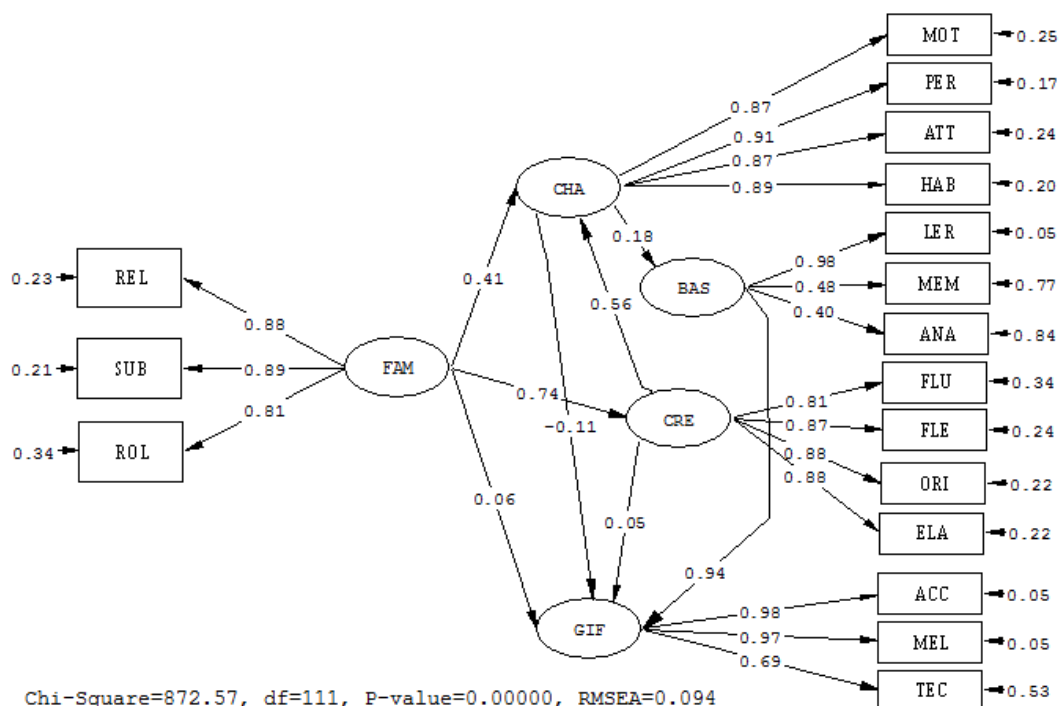 MOT
0.25
PER
0.17
0.87
0.91
ATT
0.24
0.87
CHA
0.89
HAB
0.20
0.18
LER
0.05
0.98
REL
0.23
0.41
0.56
BAS
0.48
MEM
0.77
0.40
0.88
ANA
0.84
SUB
0.21
0.89
FAM
FLU
0.34
0.74
0.81
0.81
CRE
0.87
FLE
0.24
-0.11
ROL
0.34
0.88
0.88
ORI
0.22
0.06
0.05
ELA
0.22
0.94
ACC
0.05
0.98
GIF
0.97
MEL
0.05
0.69
TEC
0.53
Chi-Square=872.57, df=111, P-value=0.00000, RMSEA=0.094